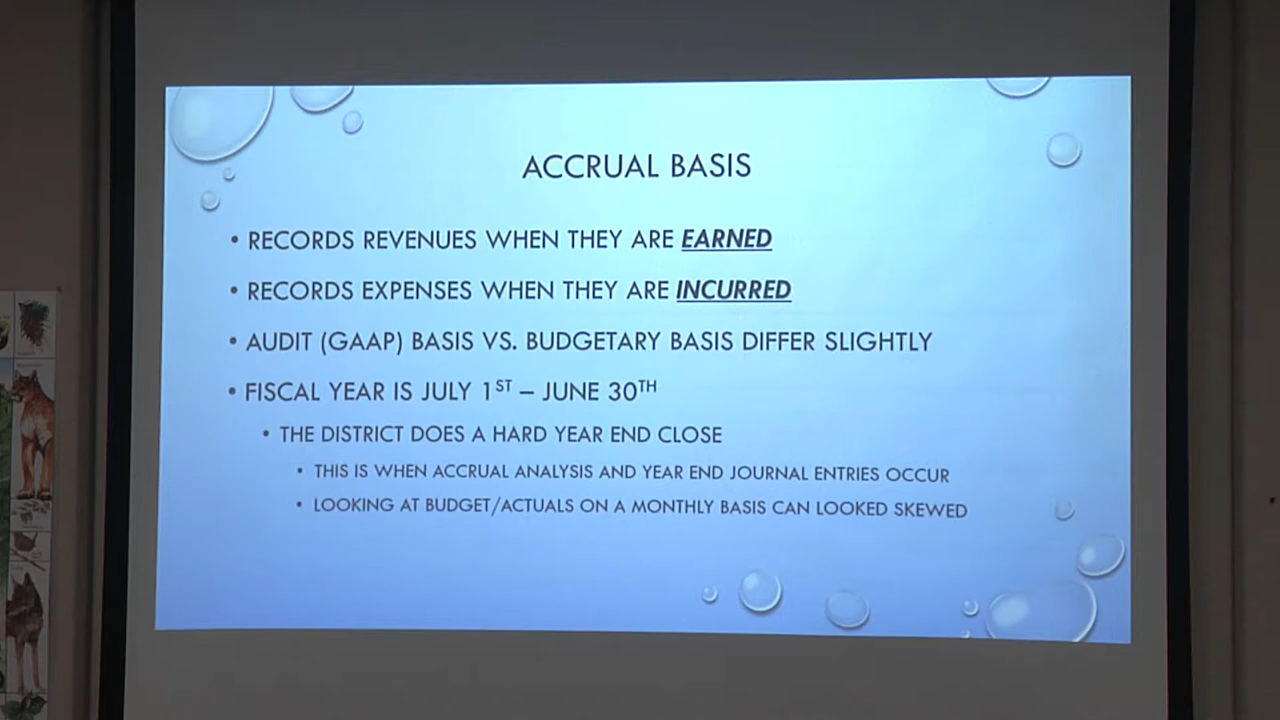 ACCRUAL BASIS
• RECORDS REVENUES WHEN THEY ARE EARNED
• RECORDS EXPENSES WHEN THEY ARE INCURRED
• AUDIT (GAAP) BASIS VS. BUDGETARY BASIS DIFFER SLIGHTLY
• FISCAL YEAR IS JULY 1ST – JUNE 30TH
• THE DISTRICT DOES A HARD YEAR END CLOSE
• THIS IS WHEN ACCRUAL ANALYSIS AND YEAR END JOURNAL ENTRIES OCCUR
• LOOKING AT BUDGET/ACTUALS ON A MONTHLY BASIS CAN LOOKED SKEWED